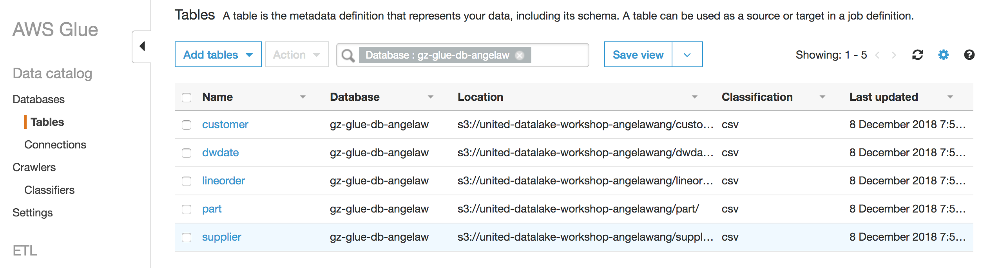 AWS Glue
Data catalog
Databases
Tables
Connections
Crawlers
Classifiers
Settings
ETL
Tables A table is the metadata definition that represents your data, including its schema. A table can be used as a source or target in a job definition.
Add tables Action Database : gz-glue-db-angelaw Save view Showing: 1 - 5
Name Database Location Classification Last updated
customer gz-glue-db-angelaw s3://united-datalake-workshop-angelawang/custo... csv 8 December 2018 7:5...
dwdate gz-glue-db-angelaw s3://united-datalake-workshop-angelawang/dwda... csv 8 December 2018 7:5...
lineorder gz-glue-db-angelaw s3://united-datalake-workshop-angelawang/lineor... csv 8 December 2018 7:5...
part gz-glue-db-angelaw s3://united-datalake-workshop-angelawang/part/ csv 8 December 2018 7:5...
supplier gz-glue-db-angelaw s3://united-datalake-workshop-angelawang/suppl... csv 8 December 2018 7:5...